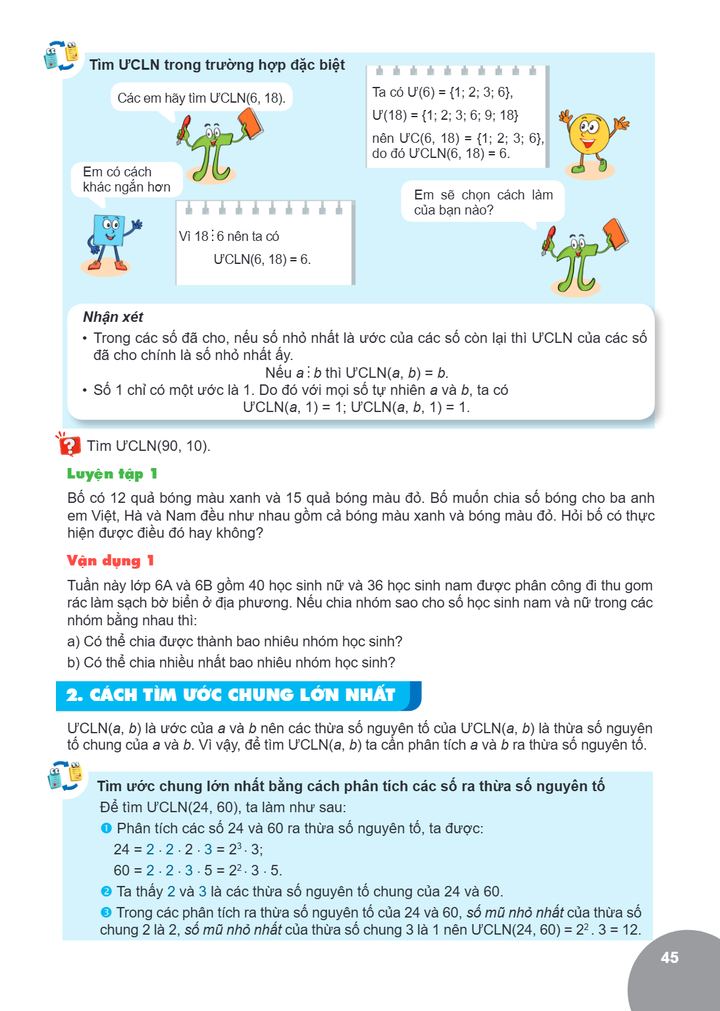 Tìm ƯCLN trong trường hợp đặc biệt
Các em hãy tìm ƯCLN(6, 18).
Ta có Ư(6) = {1; 2; 3; 6},
Ư(18) = {1; 2; 3; 6; 9; 18}
nên ƯC(6, 18) = {1; 2; 3; 6},
do đó ƯCLN(6, 18) = 6.
Em có cách
khác ngắn hơn
Vì 18 ⋮ 6 nên ta có
ƯCLN(6, 18) = 6.
Em sẽ chọn cách làm
của bạn nào?
Nhận xét
• Trong các số đã cho, nếu số nhỏ nhất là ước của các số còn lại thì ƯCLN của các số
đã cho chính là số nhỏ nhất ấy.
Nếu a ⋮ b thì ƯCLN(a, b) = b.
• Số 1 chỉ có một ước là 1. Do đó với mọi số tự nhiên a và b, ta có
ƯCLN(a, 1) = 1; ƯCLN(a, b, 1) = 1.
? Tìm ƯCLN(90, 10).
Luyện tập 1
Bố có 12 quả bóng màu xanh và 15 quả bóng màu đỏ. Bố muốn chia số bóng cho ba anh
em Việt, Hà và Nam đều như nhau gồm cả bóng màu xanh và bóng màu đỏ. Hỏi bố có thực
hiện được điều đó hay không?
Vận dụng 1
Tuần này lớp 6A và 6B gồm 40 học sinh nữ và 36 học sinh nam được phân công đi thu gom
rác làm sạch bờ biển ở địa phương. Nếu chia nhóm sao cho số học sinh nam và nữ trong các
nhóm bằng nhau thì:
a) Có thể chia được thành bao nhiêu nhóm học sinh?
b) Có thể chia nhiều nhất bao nhiêu nhóm học sinh?
2. CÁCH TÌM ƯỚC CHUNG LỚN NHẤT
ƯCLN(a, b) là ước của a và b nên các thừa số nguyên tố của ƯCLN(a, b) là thừa số nguyên
tố chung của a và b. Vì vậy, để tìm ƯCLN(a, b) ta cần phân tích a và b ra thừa số nguyên tố.
Tìm ước chung lớn nhất bằng cách phân tích các số ra thừa số nguyên tố
Để tìm ƯCLN(24, 60), ta làm như sau:
❶ Phân tích các số 24 và 60 ra thừa số nguyên tố, ta được:
24 = 2 · 2 · 2 · 3 = 2³ · 3;
60 = 2 · 2 · 3 · 5 = 2² · 3 · 5.
❷ Ta thấy 2 và 3 là các thừa số nguyên tố chung của 24 và 60.
❸ Trong các phân tích ra thừa số nguyên tố của 24 và 60, số mũ nhỏ nhất của thừa số
chung 2 là 2, số mũ nhỏ nhất của thừa số chung 3 là 1 nên ƯCLN(24, 60) = 2² . 3 = 12.
45